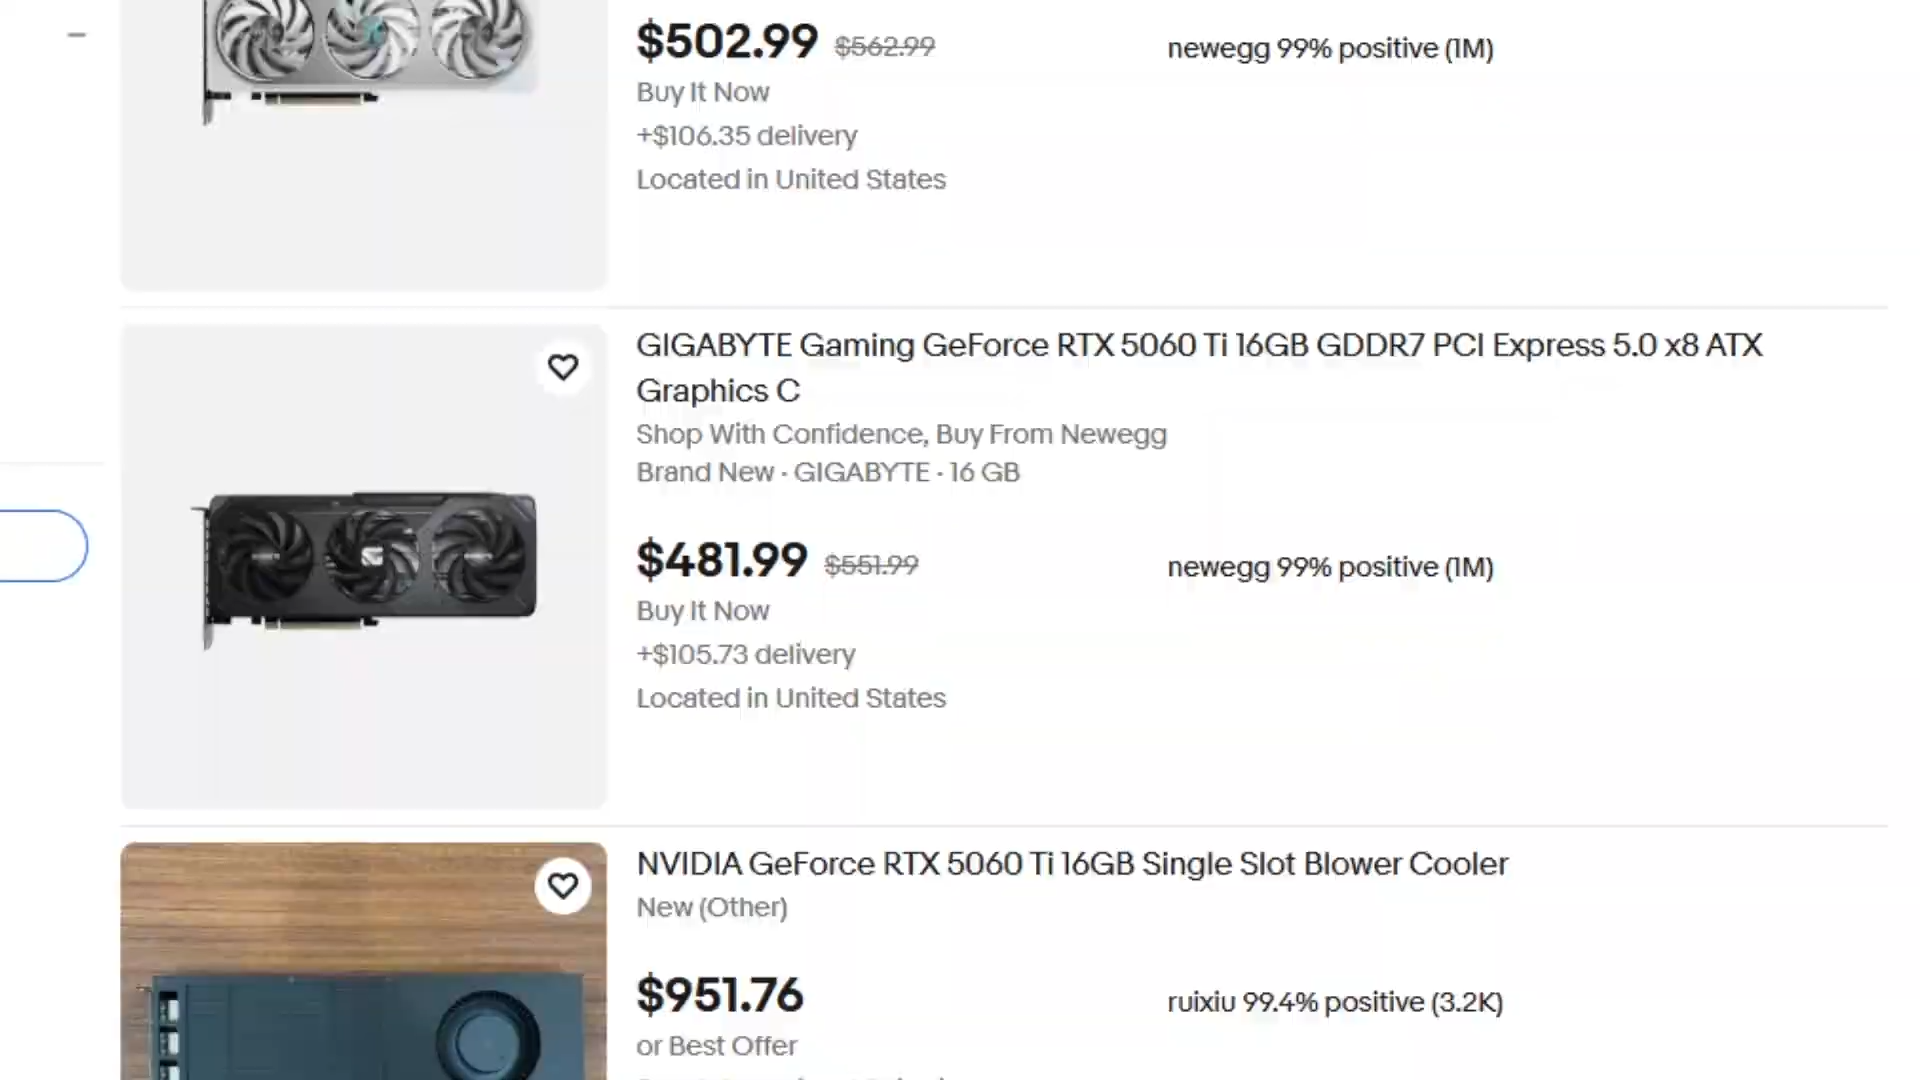 $502.99 $562.99
newegg 99% positive (1M)
Buy It Now
+$106.35 delivery
Located in United States
GIGABYTE Gaming GeForce RTX 5060 Ti 16GB GDDR7 PCI Express 5.0 x8 ATX
Graphics C
Shop With Confidence, Buy From Newegg
Brand New · GIGABYTE · 16 GB
$481.99 $551.99
newegg 99% positive (1M)
Buy It Now
+$105.73 delivery
Located in United States
NVIDIA GeForce RTX 5060 Ti 16GB Single Slot Blower Cooler
New (Other)
$951.76
ruixiu 99.4% positive (3.2K)
or Best Offer